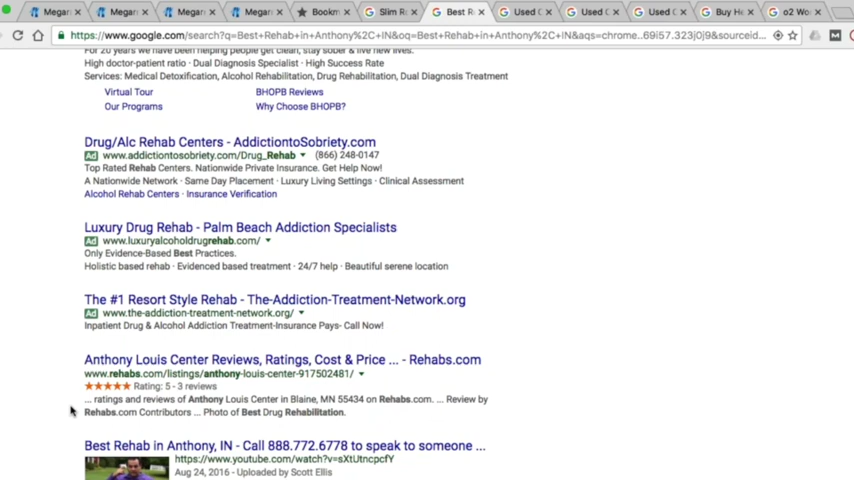 Megar
Megar
Megar
Megar
Bookm
Slim R
Best R
Used C
Used C
Used C
Buy He
o2 Wo
https://www.google.com/search?q=Best+Rehab+in+Anthony%2C+IN&oq=Best+Rehab+in+Anthony%2C+IN&aqs=chrome..69i57.323j0j9&sourceid...
For 20 years we have been helping people get clean, stay sober & live new lives.
High doctor-patient ratio · Dual Diagnosis Specialist · High Success Rate
Services: Medical Detoxification, Alcohol Rehabilitation, Drug Rehabilitation, Dual Diagnosis Treatment
Virtual Tour BHOPB Reviews
Our Programs Why Choose BHOPB?
Drug/Alc Rehab Centers - AddictiontoSobriety.com
Ad www.addictiontosobriety.com/Drug_Rehab (866) 248-0147
Top Rated Rehab Centers. Nationwide Private Insurance. Get Help Now!
A Nationwide Network · Same Day Placement · Luxury Living Settings · Clinical Assessment
Alcohol Rehab Centers · Insurance Verification
Luxury Drug Rehab - Palm Beach Addiction Specialists
Ad www.luxuryalcoholdrugrehab.com/
Only Evidence-Based Best Practices.
Holistic based rehab · Evidenced based treatment · 24/7 help · Beautiful serene location
The #1 Resort Style Rehab - The-Addiction-Treatment-Network.org
Ad www.the-addiction-treatment-network.org/
Inpatient Drug & Alcohol Addiction Treatment-Insurance Pays- Call Now!
Anthony Louis Center Reviews, Ratings, Cost & Price ... - Rehabs.com
www.rehabs.com/listings/anthony-louis-center-917502481/
Rating: 5 - 3 reviews
... ratings and reviews of Anthony Louis Center in Blaine, MN 55434 on Rehabs.com. ... Review by
Rehabs.com Contributors ... Photo of Best Drug Rehabilitation.
Best Rehab in Anthony, IN - Call 888.772.6778 to speak to someone ...
https://www.youtube.com/watch?v=sXtUtncpcfY
Aug 24, 2016 - Uploaded by Scott Ellis